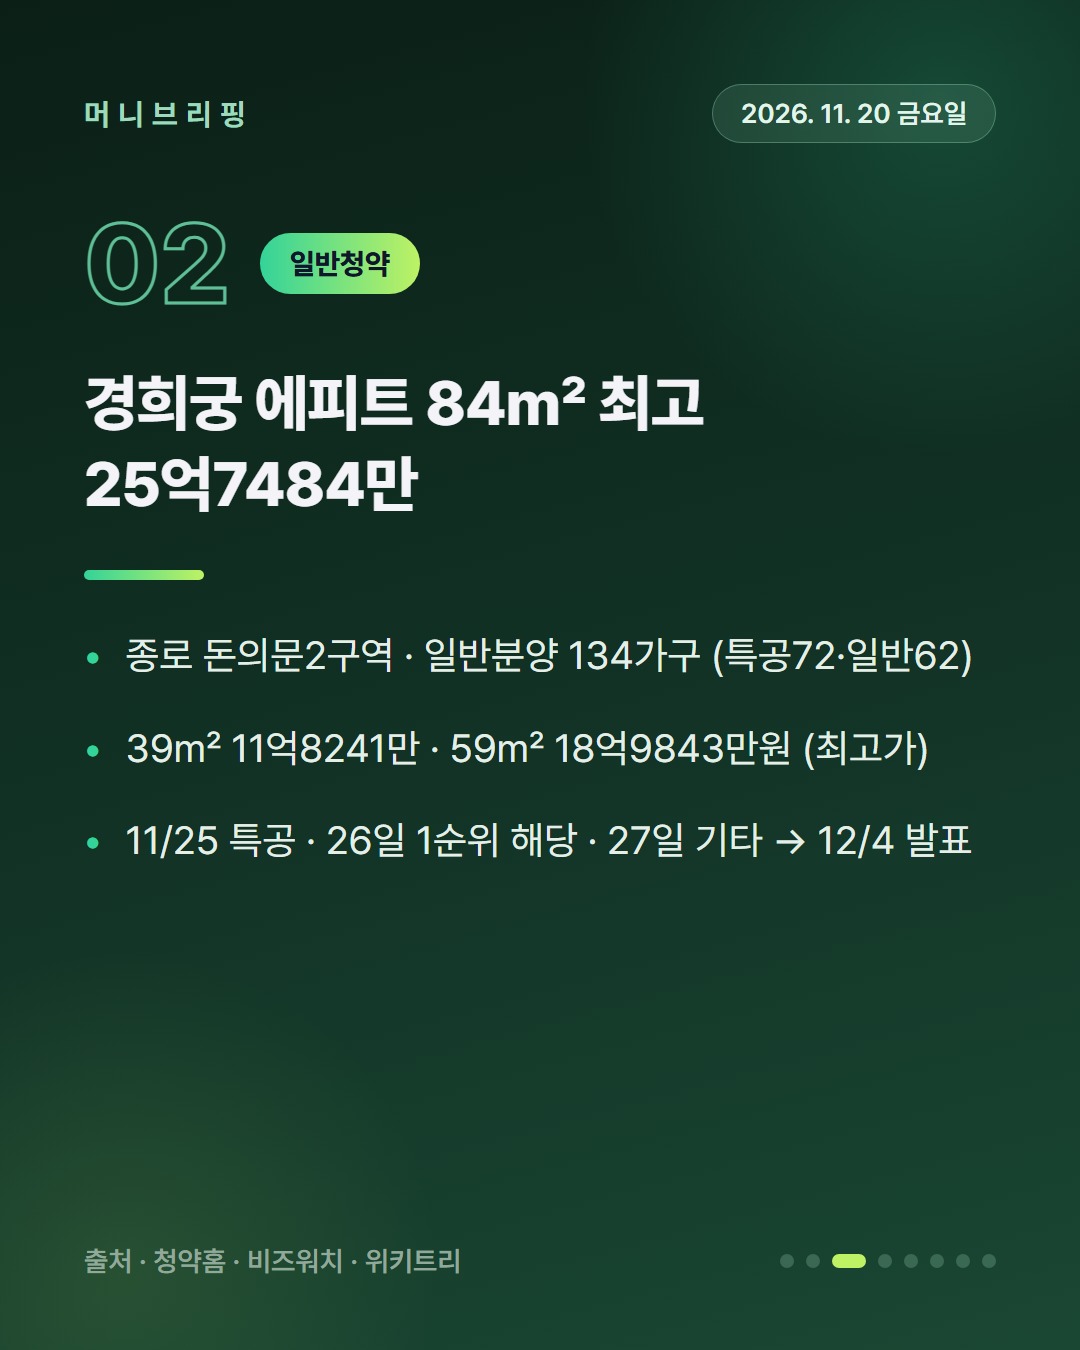 머니브리핑
2026. 11. 20 금요일
02
일반청약
경희궁 에피트 84m² 최고
25억7484만
• 종로 돈의문2구역 · 일반분양 134가구 (특공72·일반62)
• 39m² 11억8241만 · 59m² 18억9843만원 (최고가)
• 11/25 특공 · 26일 1순위 해당 · 27일 기타 → 12/4 발표
출처 · 청약홈 · 비즈워치 · 위키트리